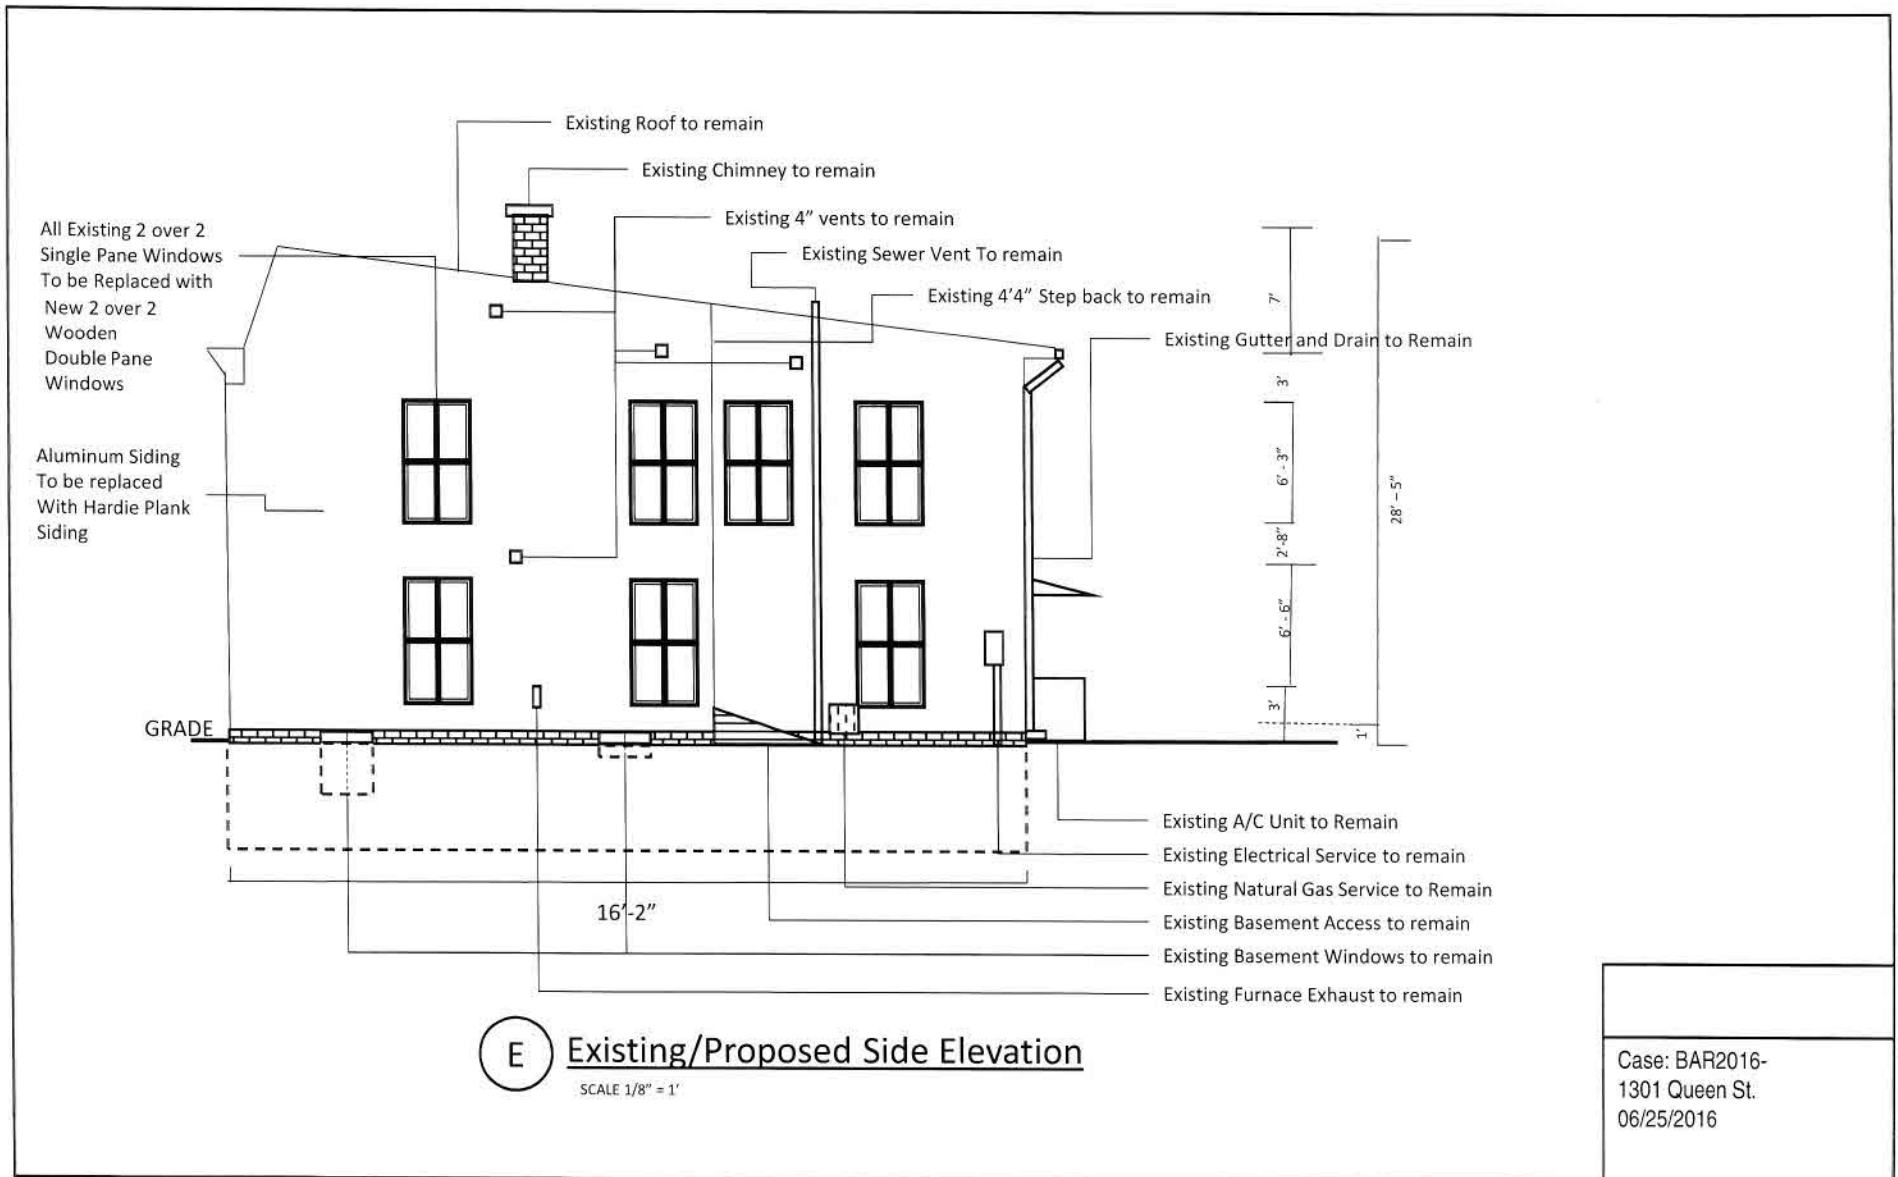 Existing Roof to remain
Existing Chimney to remain
Existing 4” vents to remain
Existing Sewer Vent To remain
Existing 4’4” Step back to remain
Existing Gutter and Drain to Remain
All Existing 2 over 2
Single Pane Windows
To be Replaced with
New 2 over 2
Wooden
Double Pane
Windows
Aluminum Siding
To be replaced
With Hardie Plank
Siding
GRADE
7’
3’
6’ - 3”
2’-8”
6’ - 6”
3’
1’
28’ – 5”
16’-2”
Existing A/C Unit to Remain
Existing Electrical Service to remain
Existing Natural Gas Service to Remain
Existing Basement Access to remain
Existing Basement Windows to remain
Existing Furnace Exhaust to remain
E
Existing/Proposed Side Elevation
SCALE 1/8” = 1’
Case: BAR2016-
1301 Queen St.
06/25/2016